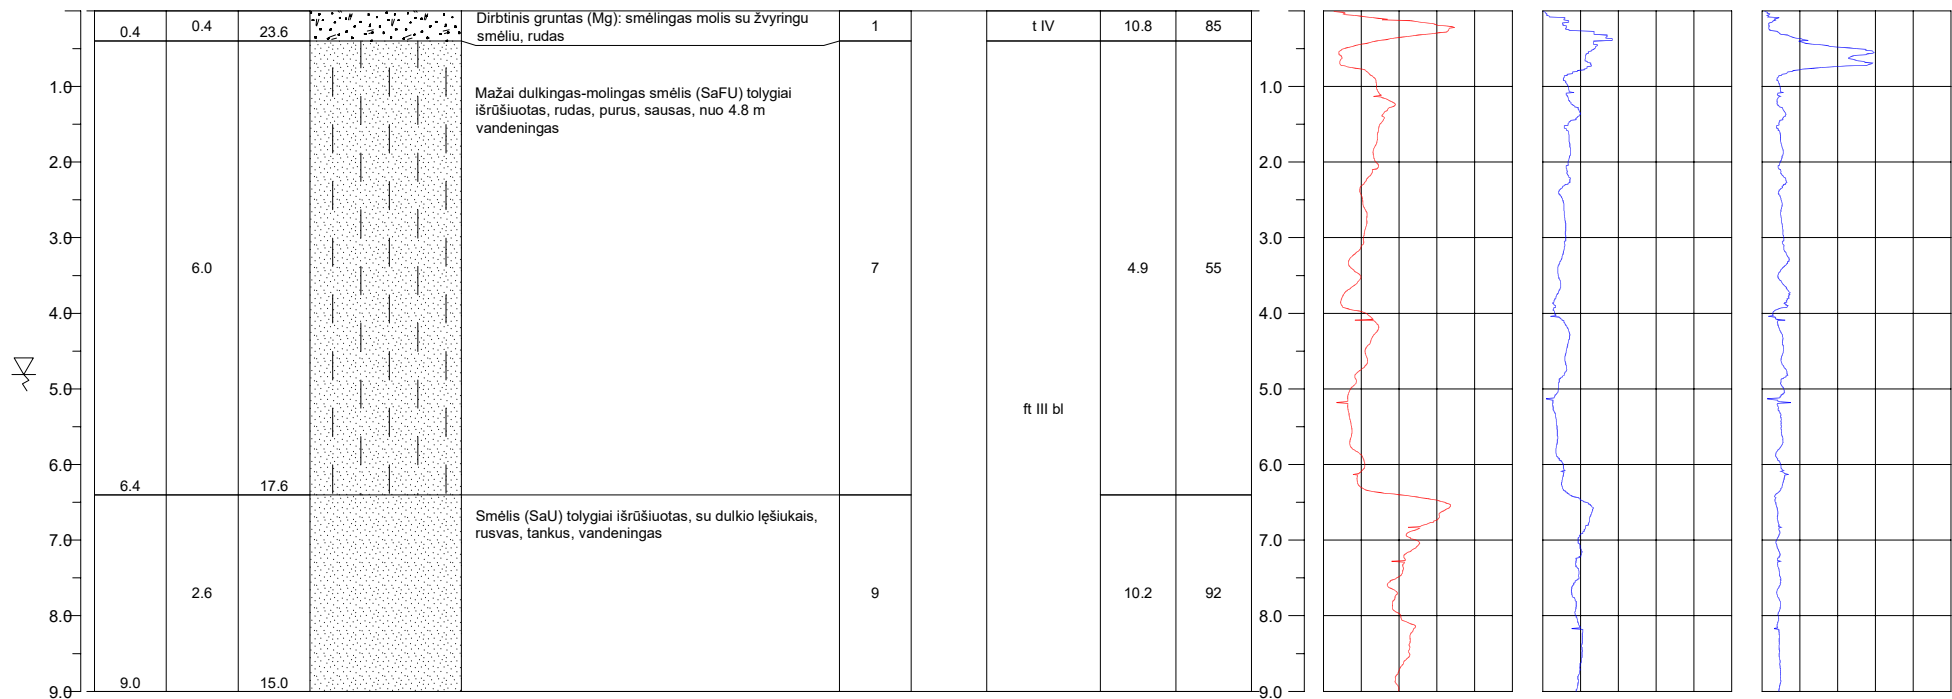 0.4 0.4 23.6 Dirbtinis gruntas (Mg): smėlingas molis su žvyringu 1 t IV 10.8 85
smėliu, rudas
1.0 Mažai dulkingas-molingas smėlis (SaFU) tolygiai 1.0
išrūšiuotas, rudas, purus, sausas, nuo 4.8 m
vandeningas
2.0 2.0
3.0 3.0
6.0 7 4.9 55
4.0 4.0
5.0 5.0
ft III bl
6.0 6.0
6.4 17.6
Smėlis (SaU) tolygiai išrūšiuotas, su dulkio lęšiukais,
rusvas, tankus, vandeningas
7.0 7.0
2.6 9 10.2 92
8.0 8.0
9.0 15.0
9.0 9.0